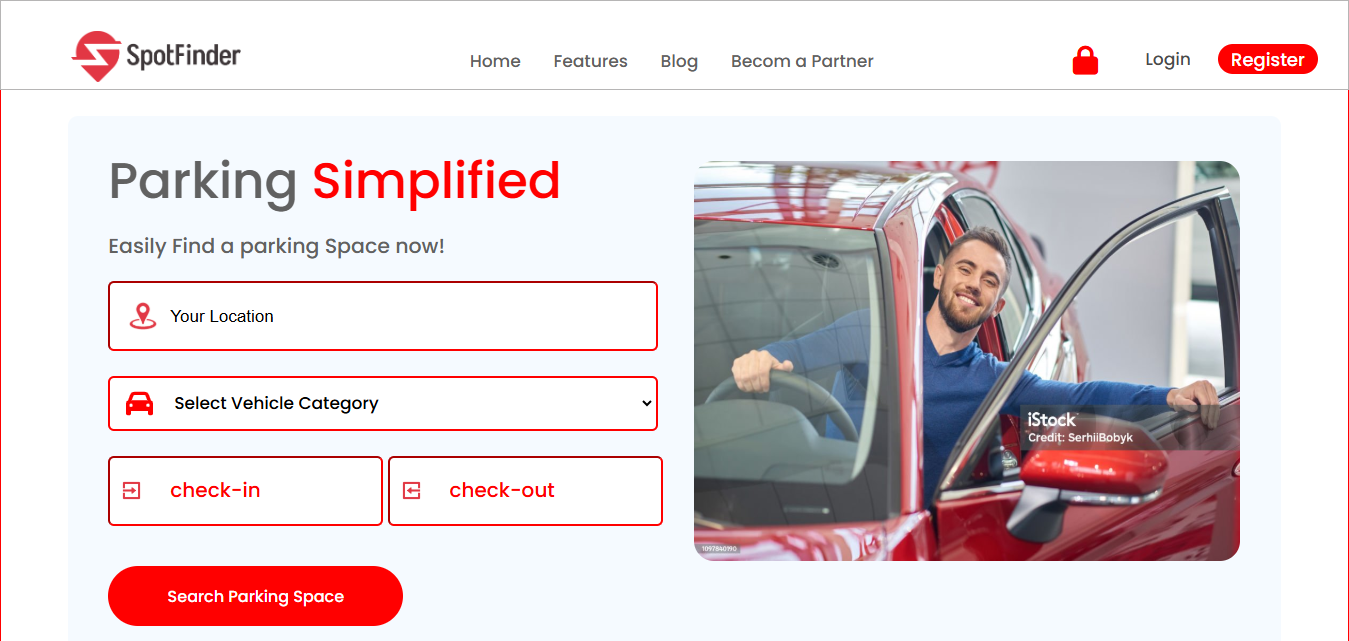 SpotFinder
Home Features Blog Becom a Partner
Login Register
Parking Simplified
Easily Find a parking Space now!
Your Location
Select Vehicle Category
check-in check-out
Search Parking Space
iStock
Credit: SerhiiBobyk
1097840190